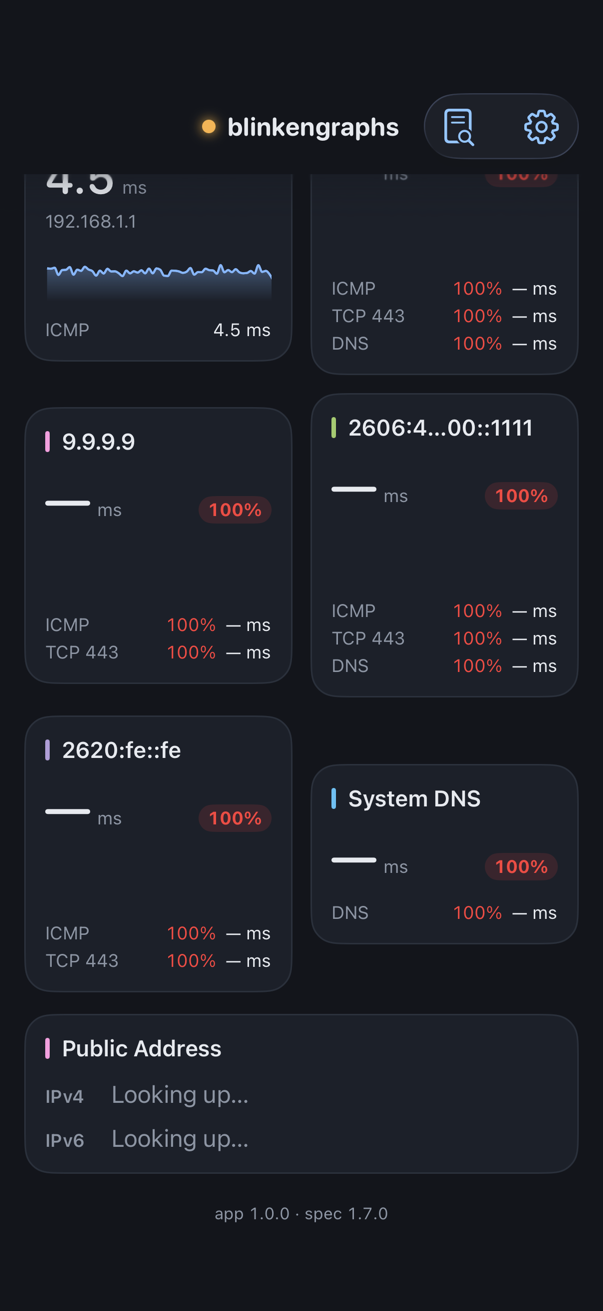 blinkengraphs
4.5 ms
192.168.1.1
ICMP 4.5 ms
ms 100%
ICMP 100% — ms
TCP 443 100% — ms
DNS 100% — ms
9.9.9.9
— ms 100%
ICMP 100% — ms
TCP 443 100% — ms
2606:4...00::1111
— ms 100%
ICMP 100% — ms
TCP 443 100% — ms
DNS 100% — ms
2620:fe::fe
— ms 100%
ICMP 100% — ms
TCP 443 100% — ms
System DNS
— ms 100%
DNS 100% — ms
Public Address
IPv4 Looking up...
IPv6 Looking up...
app 1.0.0 · spec 1.7.0